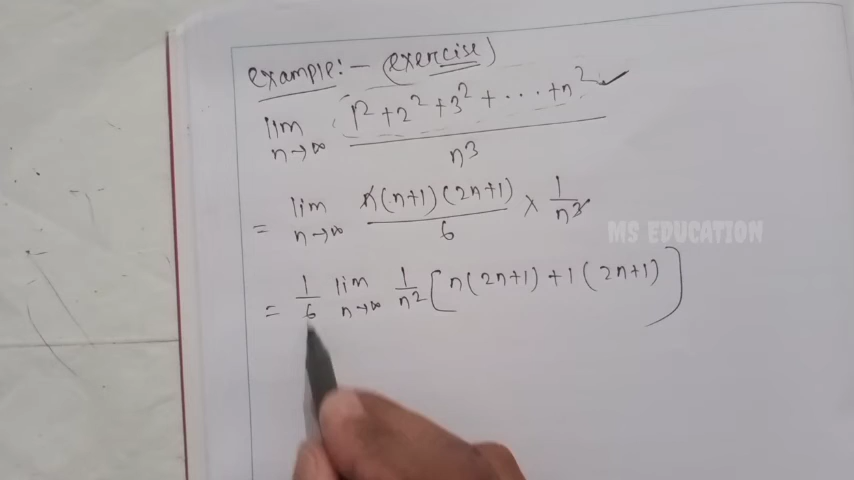 example:- (exercise)
lim n→∞ 1² + 2² + 3² + ... + n² / n³
= lim n→∞ n(n+1)(2n+1) / 6 × 1 / n³
= 1/6 lim n→∞ 1/n² [n(2n+1) + 1(2n+1)]
MS EDUCATION